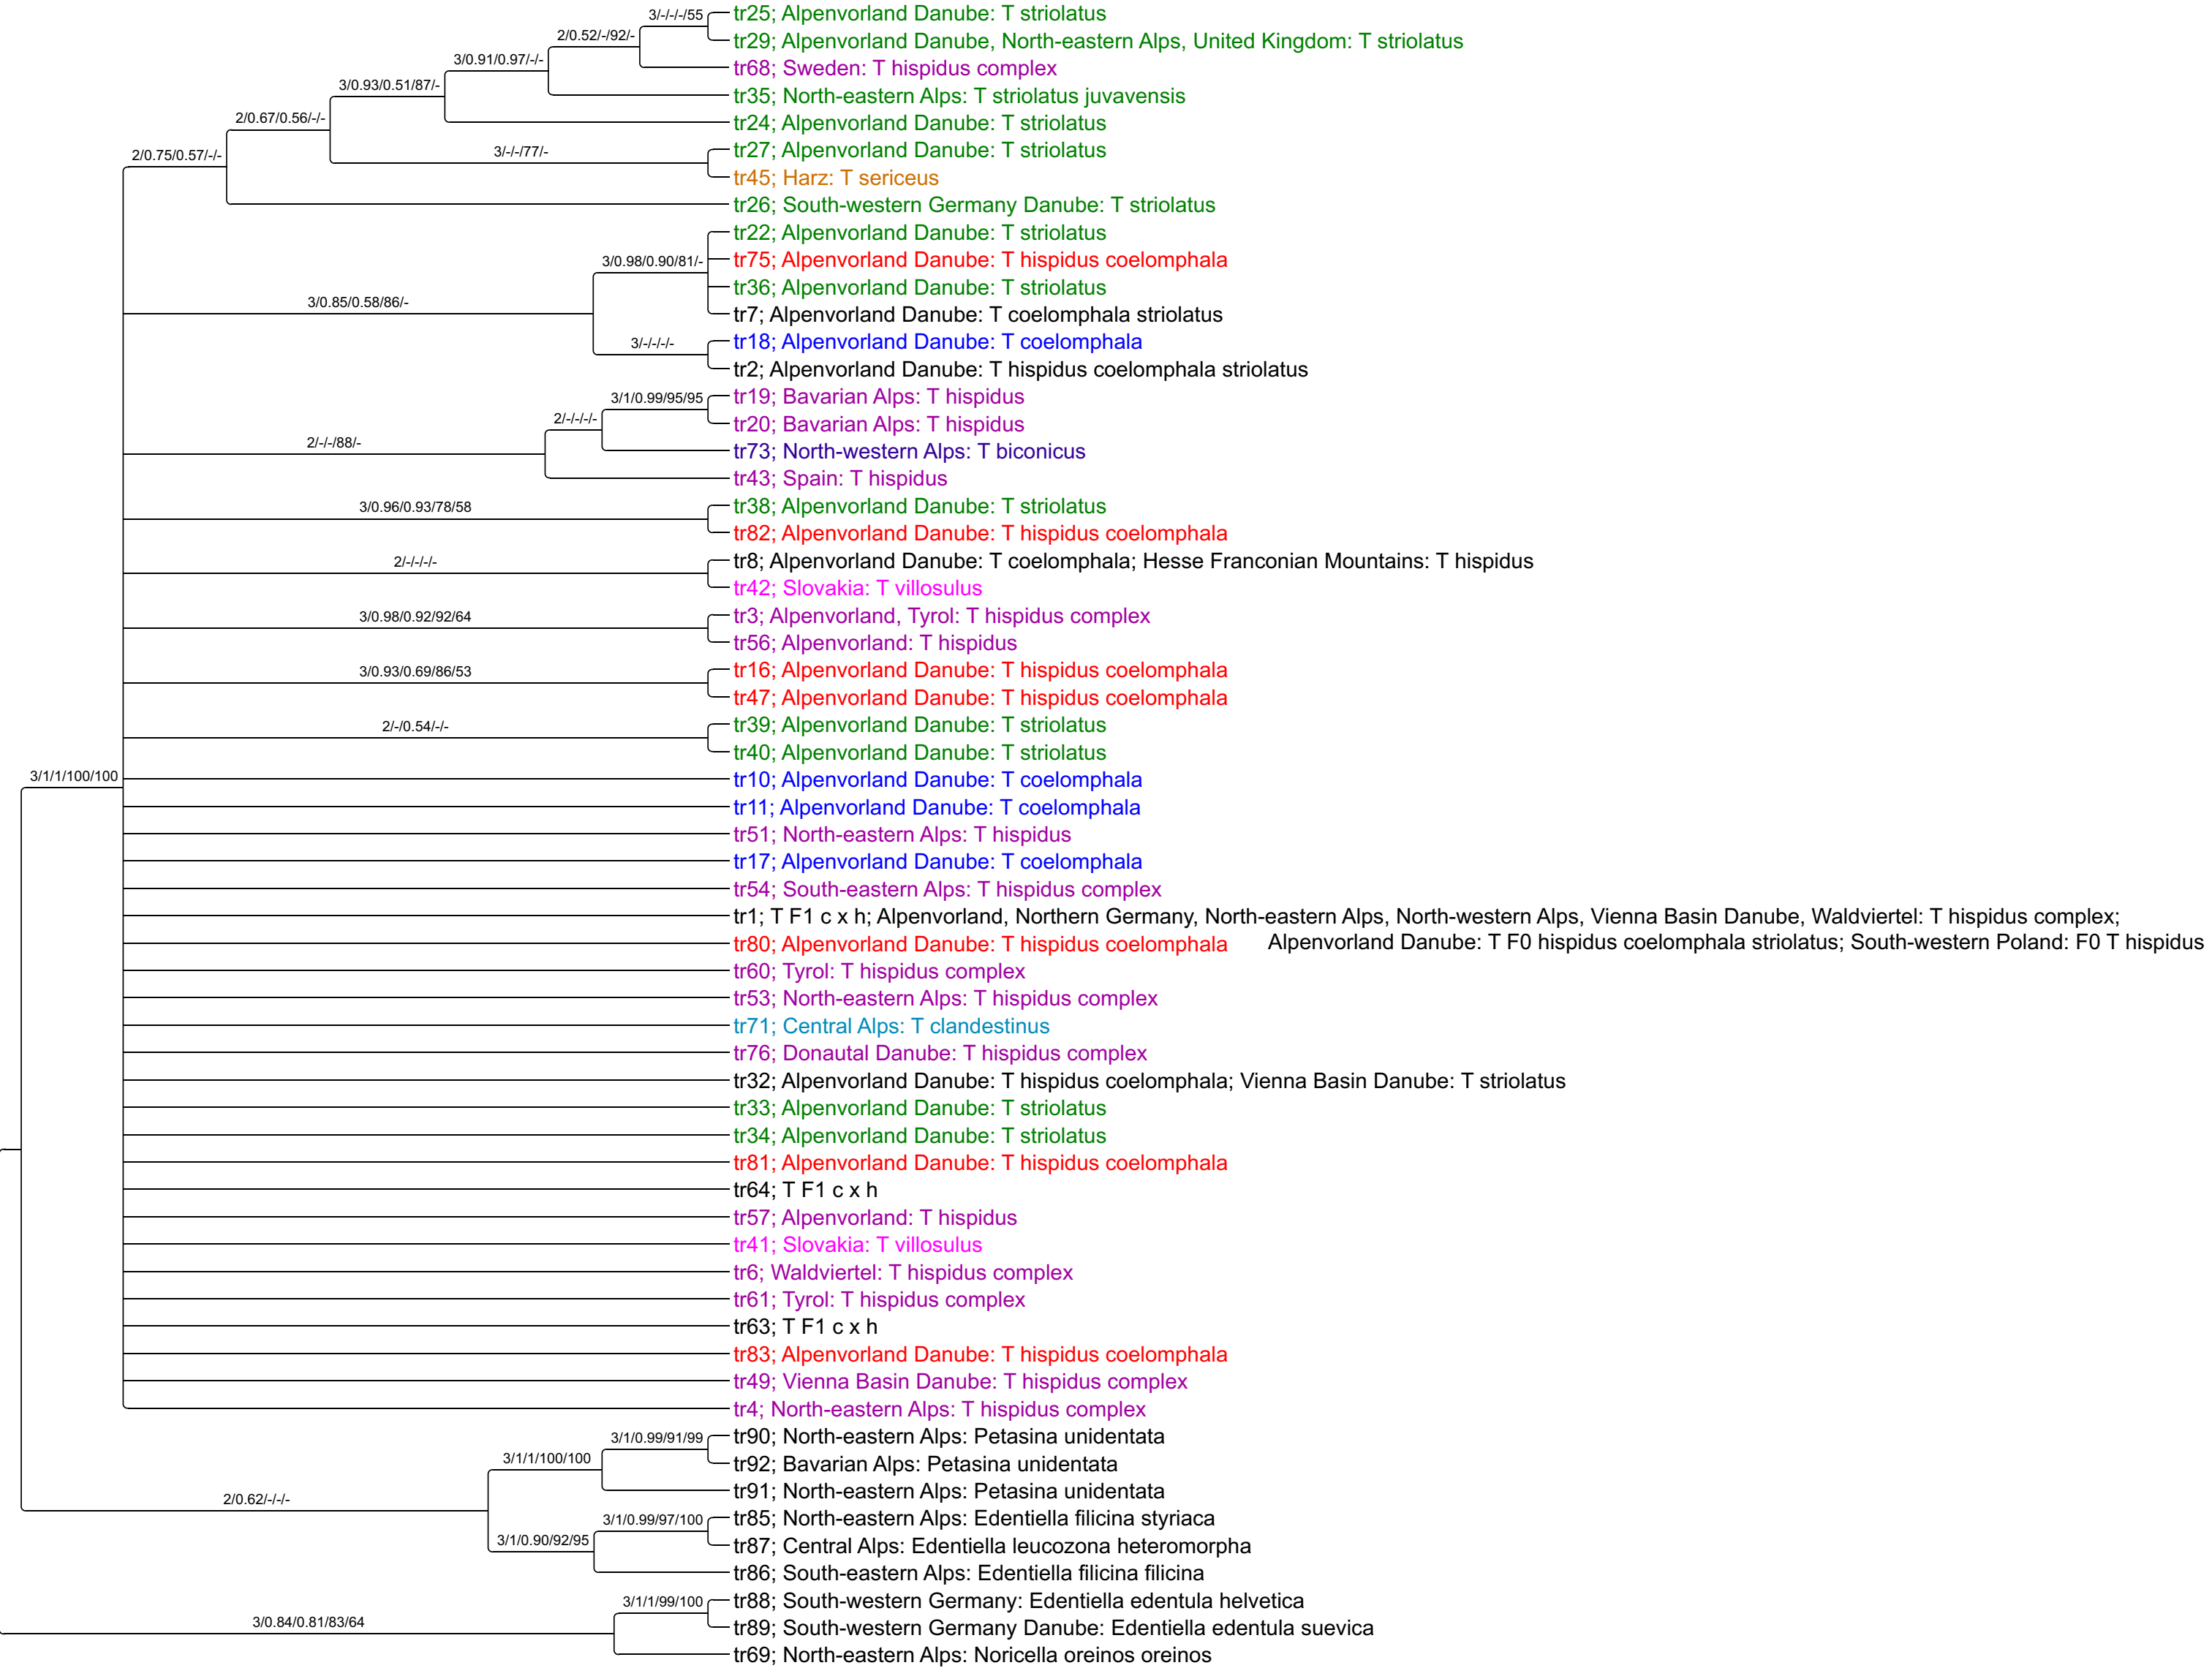 3/-/-/-/55
tr25; Alpenvorland Danube: T striolatus
2/0.52/-/92/-
tr29; Alpenvorland Danube, North-eastern Alps, United Kingdom: T striolatus
3/0.91/0.97/-/-
tr68; Sweden: T hispidus complex
3/0.93/0.51/87/-
tr35; North-eastern Alps: T striolatus juvavensis
2/0.67/0.56/-/-
tr24; Alpenvorland Danube: T striolatus
2/0.75/0.57/-/-
3/-/-/77/-
tr27; Alpenvorland Danube: T striolatus
tr45; Harz: T sericeus
tr26; South-western Germany Danube: T striolatus
tr22; Alpenvorland Danube: T striolatus
3/0.98/0.90/81/-
tr75; Alpenvorland Danube: T hispidus coelomphala
tr36; Alpenvorland Danube: T striolatus
3/0.85/0.58/86/-
tr7; Alpenvorland Danube: T coelomphala striolatus
3/-/-/-/-
tr18; Alpenvorland Danube: T coelomphala
tr2; Alpenvorland Danube: T hispidus coelomphala striolatus
3/1/0.99/95/95
tr19; Bavarian Alps: T hispidus
2/-/-/-/-
tr20; Bavarian Alps: T hispidus
2/-/-/88/-
tr73; North-western Alps: T biconicus
tr43; Spain: T hispidus
3/0.96/0.93/78/58
tr38; Alpenvorland Danube: T striolatus
tr82; Alpenvorland Danube: T hispidus coelomphala
2/-/-/-/-
tr8; Alpenvorland Danube: T coelomphala; Hesse Franconian Mountains: T hispidus
tr42; Slovakia: T villosulus
3/0.98/0.92/92/64
tr3; Alpenvorland, Tyrol: T hispidus complex
tr56; Alpenvorland: T hispidus
3/0.93/0.69/86/53
tr16; Alpenvorland Danube: T hispidus coelomphala
tr47; Alpenvorland Danube: T hispidus coelomphala
2/-/0.54/-/-
tr39; Alpenvorland Danube: T striolatus
tr40; Alpenvorland Danube: T striolatus
3/1/1/100/100
tr10; Alpenvorland Danube: T coelomphala
tr11; Alpenvorland Danube: T coelomphala
tr51; North-eastern Alps: T hispidus
tr17; Alpenvorland Danube: T coelomphala
tr54; South-eastern Alps: T hispidus complex
tr1; T F1 c x h; Alpenvorland, Northern Germany, North-eastern Alps, North-western Alps, Vienna Basin Danube, Waldviertel: T hispidus complex;
Alpenvorland Danube: T F0 hispidus coelomphala striolatus; South-western Poland: F0 T hispidus
tr80; Alpenvorland Danube: T hispidus coelomphala
tr60; Tyrol: T hispidus complex
tr53; North-eastern Alps: T hispidus complex
tr71; Central Alps: T clandestinus
tr76; Donautal Danube: T hispidus complex
tr32; Alpenvorland Danube: T hispidus coelomphala; Vienna Basin Danube: T striolatus
tr33; Alpenvorland Danube: T striolatus
tr34; Alpenvorland Danube: T striolatus
tr81; Alpenvorland Danube: T hispidus coelomphala
tr64; T F1 c x h
tr57; Alpenvorland: T hispidus
tr41; Slovakia: T villosulus
tr6; Waldviertel: T hispidus complex
tr61; Tyrol: T hispidus complex
tr63; T F1 c x h
tr83; Alpenvorland Danube: T hispidus coelomphala
tr49; Vienna Basin Danube: T hispidus complex
tr4; North-eastern Alps: T hispidus complex
3/1/0.99/91/99
tr90; North-eastern Alps: Petasina unidentata
3/1/1/100/100
tr92; Bavarian Alps: Petasina unidentata
tr91; North-eastern Alps: Petasina unidentata
2/0.62/-/-/-
3/1/0.99/97/100
tr85; North-eastern Alps: Edentiella filicina styriaca
3/1/0.90/92/95
tr87; Central Alps: Edentiella leucozona heteromorpha
tr86; South-eastern Alps: Edentiella filicina filicina
3/1/1/99/100
tr88; South-western Germany: Edentiella edentula helvetica
3/0.84/0.81/83/64
tr89; South-western Germany Danube: Edentiella edentula suevica
tr69; North-eastern Alps: Noricella oreinos oreinos